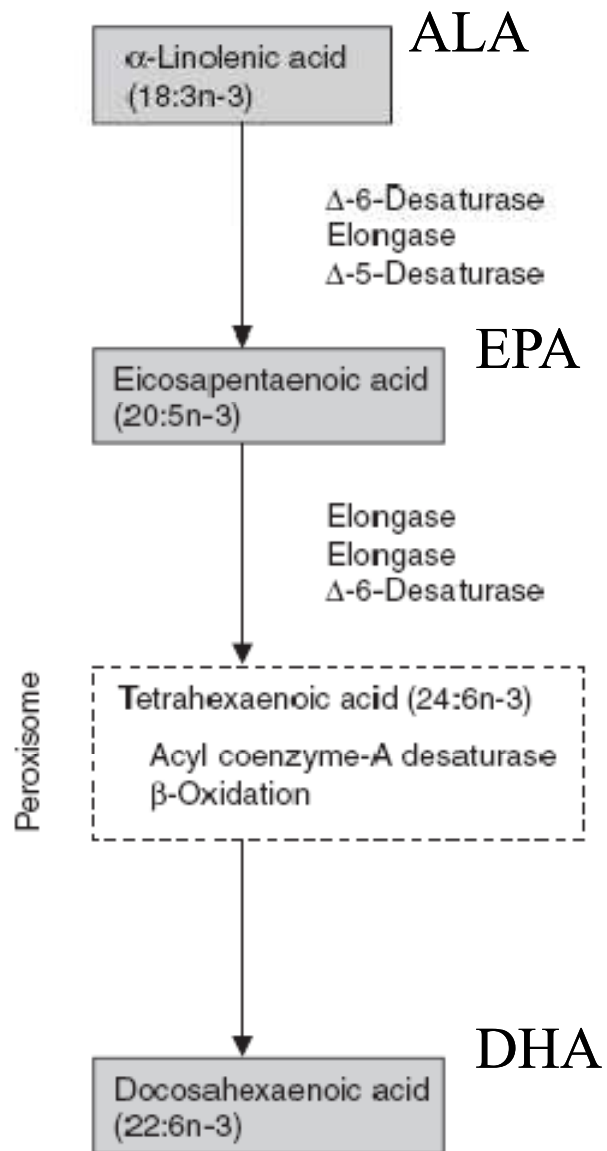 ALA
α-Linolenic acid
(18:3n-3)
Δ-6-Desaturase
Elongase
Δ-5-Desaturase
EPA
Eicosapentaenoic acid
(20:5n-3)
Elongase
Elongase
Δ-6-Desaturase
Peroxisome
Tetrahexaenoic acid (24:6n-3)
Acyl coenzyme-A desaturase
β-Oxidation
DHA
Docosahexaenoic acid
(22:6n-3)